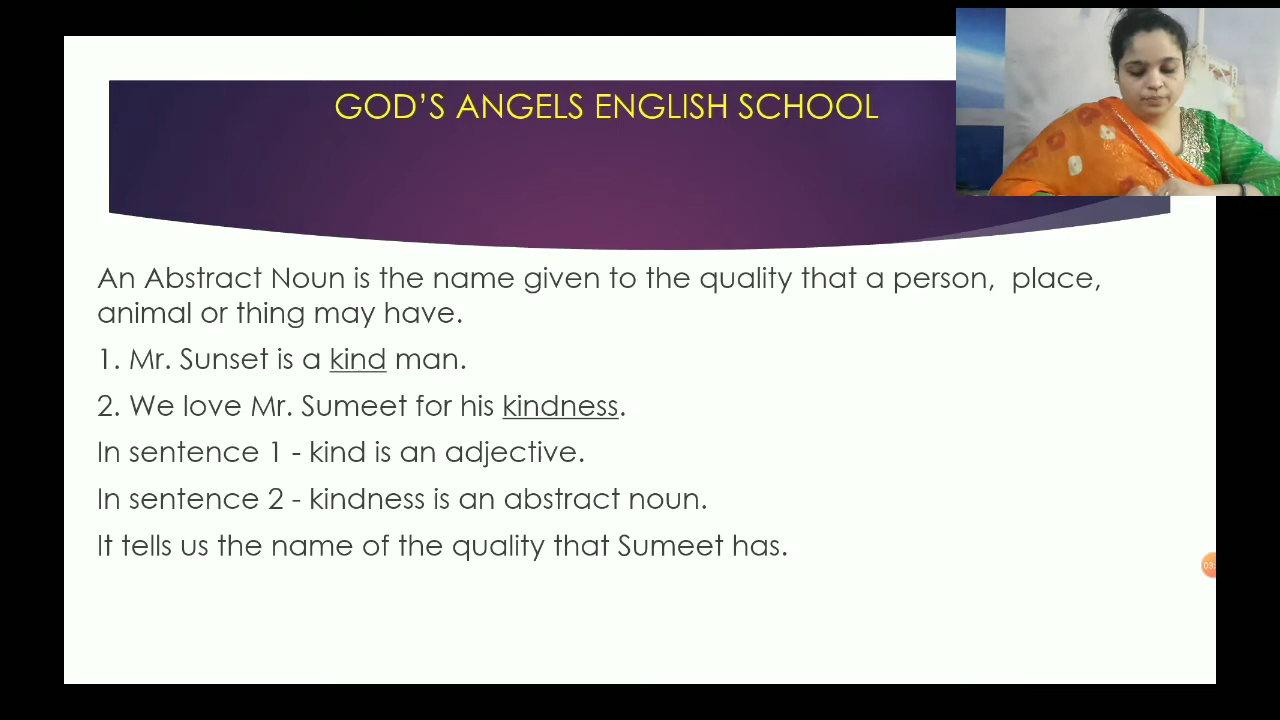 GOD’S ANGELS ENGLISH SCHOOL
An Abstract Noun is the name given to the quality that a person,  place,
animal or thing may have.
1. Mr. Sunset is a kind man.
2. We love Mr. Sumeet for his kindness.
In sentence 1 - kind is an adjective.
In sentence 2 - kindness is an abstract noun.
It tells us the name of the quality that Sumeet has.